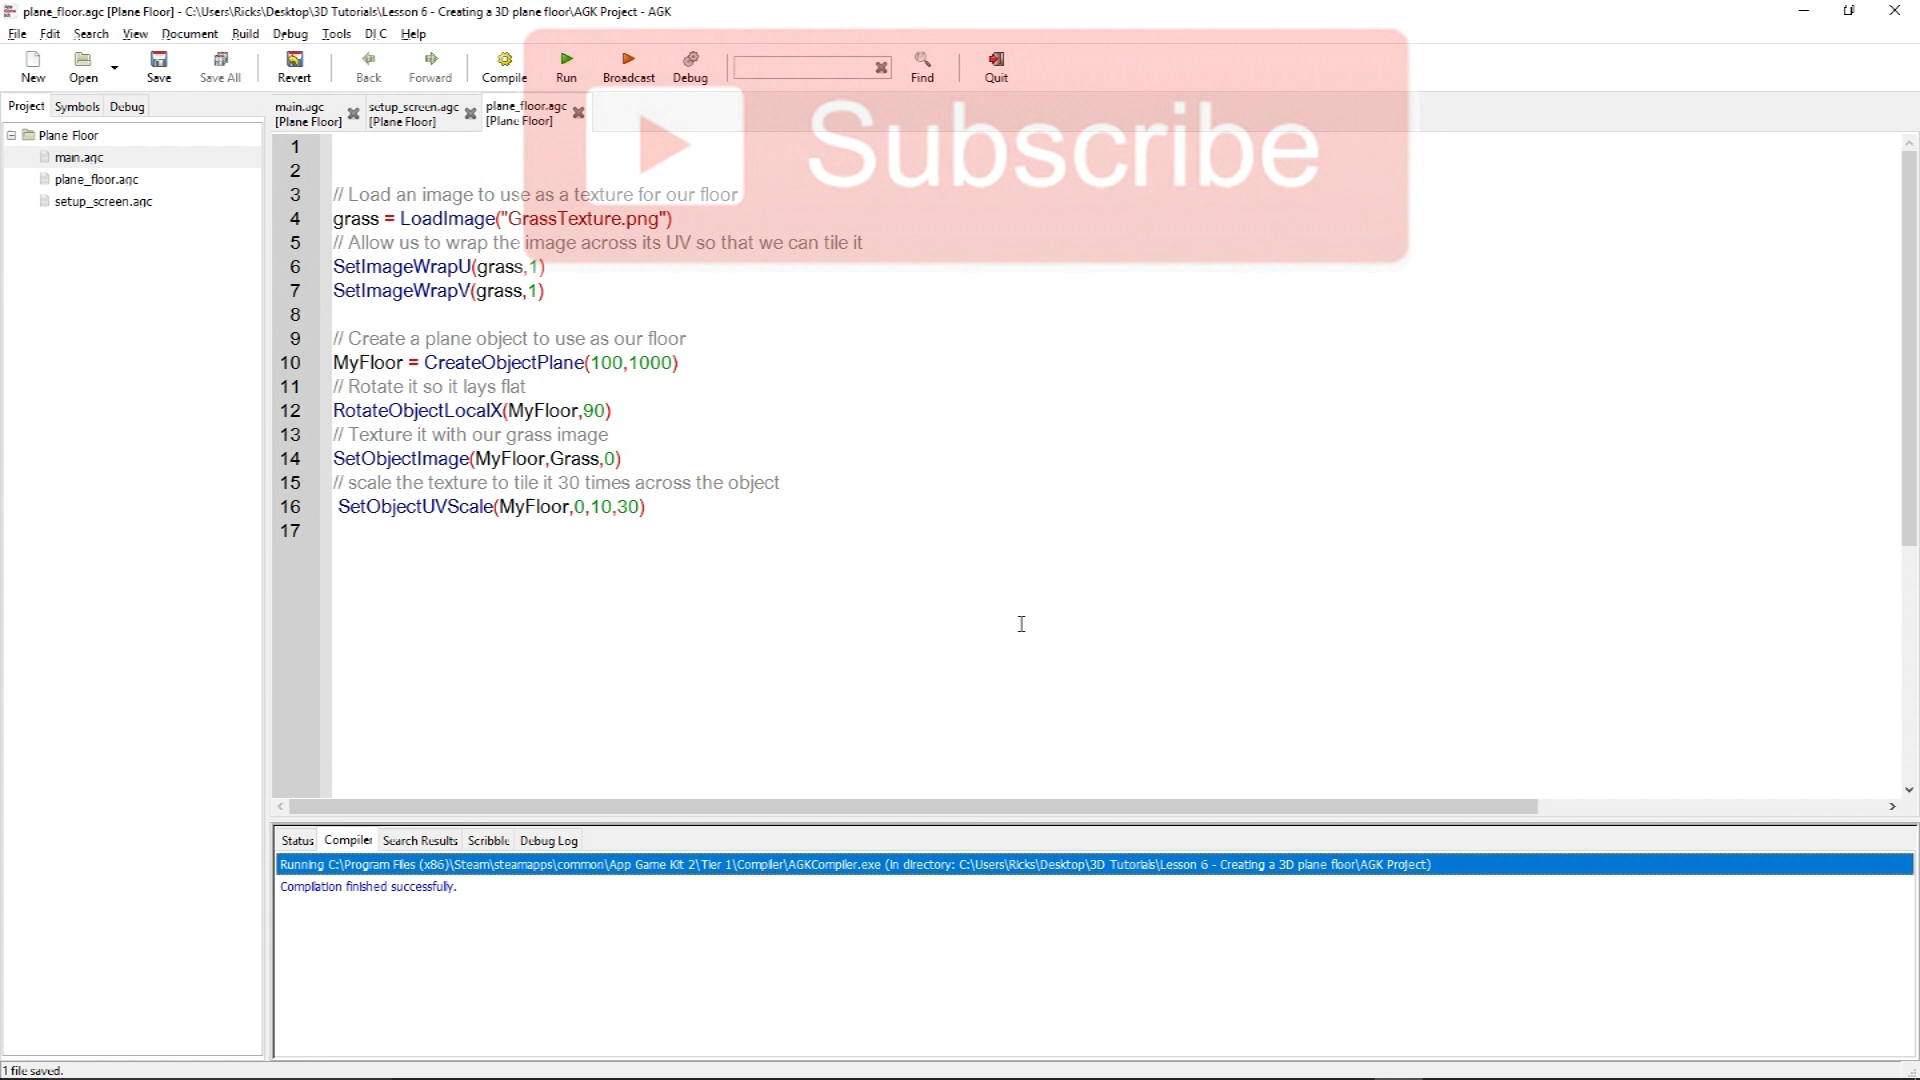 plane_floor.agc [Plane Floor] - C:\Users\Ricks\Desktop\3D Tutorials\Lesson 6 - Creating a 3D plane floor\AGK Project - AGK
File Edit Search View Document Build Debug Tools DLC Help
New Open Save Save All Revert Back Forward Compile Run Broadcast Debug Find Quit
Subscribe
Project Symbols Debug
main.agc [Plane Floor]
setup_screen.agc [Plane Floor]
plane_floor.agc [Plane Floor]
Plane Floor
main.agc
plane_floor.agc
setup_screen.agc
1
2
3 // Load an image to use as a texture for our floor
4 grass = LoadImage("GrassTexture.png")
5 // Allow us to wrap the image across its UV so that we can tile it
6 SetImageWrapU(grass,1)
7 SetImageWrapV(grass,1)
8
9 // Create a plane object to use as our floor
10 MyFloor = CreateObjectPlane(100,1000)
11 // Rotate it so it lays flat
12 RotateObjectLocalX(MyFloor,90)
13 // Texture it with our grass image
14 SetObjectImage(MyFloor,Grass,0)
15 // scale the texture to tile it 30 times across the object
16 SetObjectUVScale(MyFloor,0,10,30)
17
Status Compiler Search Results Scribble Debug Log
Running C:\Program Files (x86)\Steam\steamapps\common\App Game Kit 2\Tier 1\Compiler\AGKCompiler.exe (in directory: C:\Users\Ricks\Desktop\3D Tutorials\Lesson 6 - Creating a 3D plane floor\AGK Project)
Compilation finished successfully.
1 file saved.